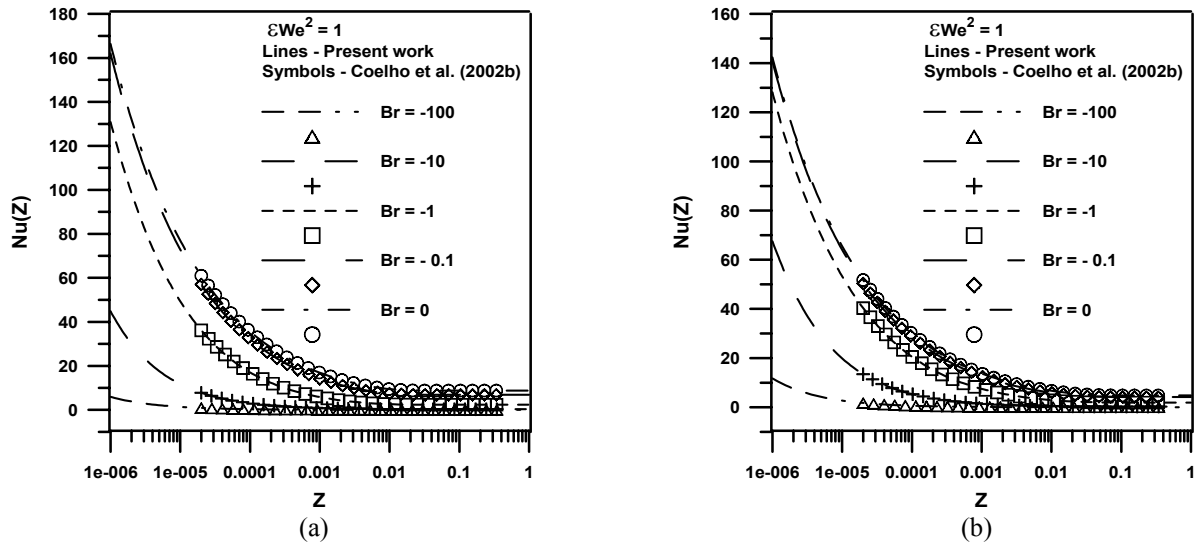 180
160
140
120
100
80
60
40
20
0
Nu(Z)
εWe² = 1
Lines - Present work
Symbols - Coelho et al. (2002b)
Br = -100
Br = -10
Br = -1
Br = - 0.1
Br = 0
1e-006 1e-005 0.0001 0.001 0.01 0.1 1
Z
(a)
160
140
120
100
80
60
40
20
0
Nu(Z)
εWe² = 1
Lines - Present work
Symbols - Coelho et al. (2002b)
Br = -100
Br = -10
Br = -1
Br = - 0.1
Br = 0
1e-006 1e-005 0.0001 0.001 0.01 0.1 1
Z
(b)